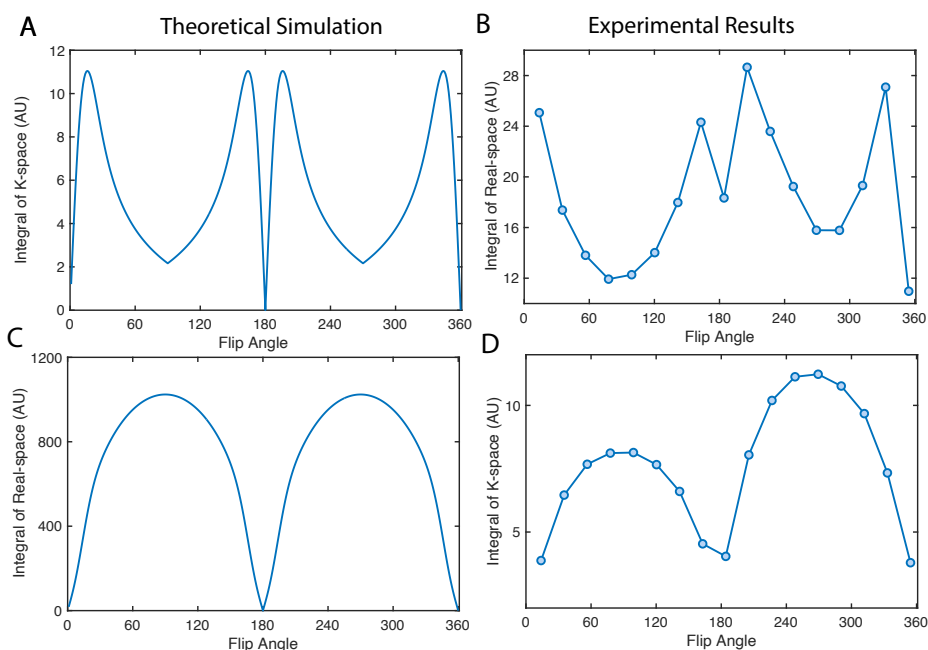 Theoretical Simulation
Experimental Results
A
12
10
8
6
4
2
0
Integral of K-space (AU)
0 60 120 180 240 300 360
Flip Angle
B
28
24
20
16
12
Integral of Real-space (AU)
0 60 120 180 240 300 360
Flip Angle
C
1200
800
400
0
Integral of Real-space (AU)
0 60 120 180 240 300 360
Flip Angle
D
10
5
Integral of K-space (AU)
0 60 120 180 240 300 360
Flip Angle